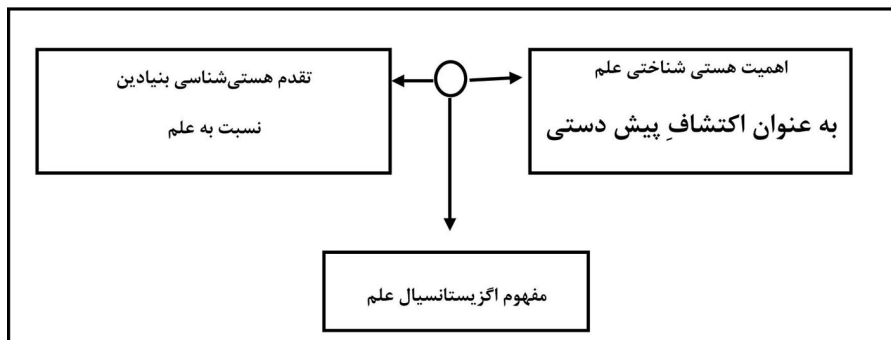 اهمیت هستی شناختی علم
به عنوان اکتشافِ پیش دستی
تقدم هستی‌شناسی بنیادین
نسبت به علم
مفهوم اگزیستانسیال علم